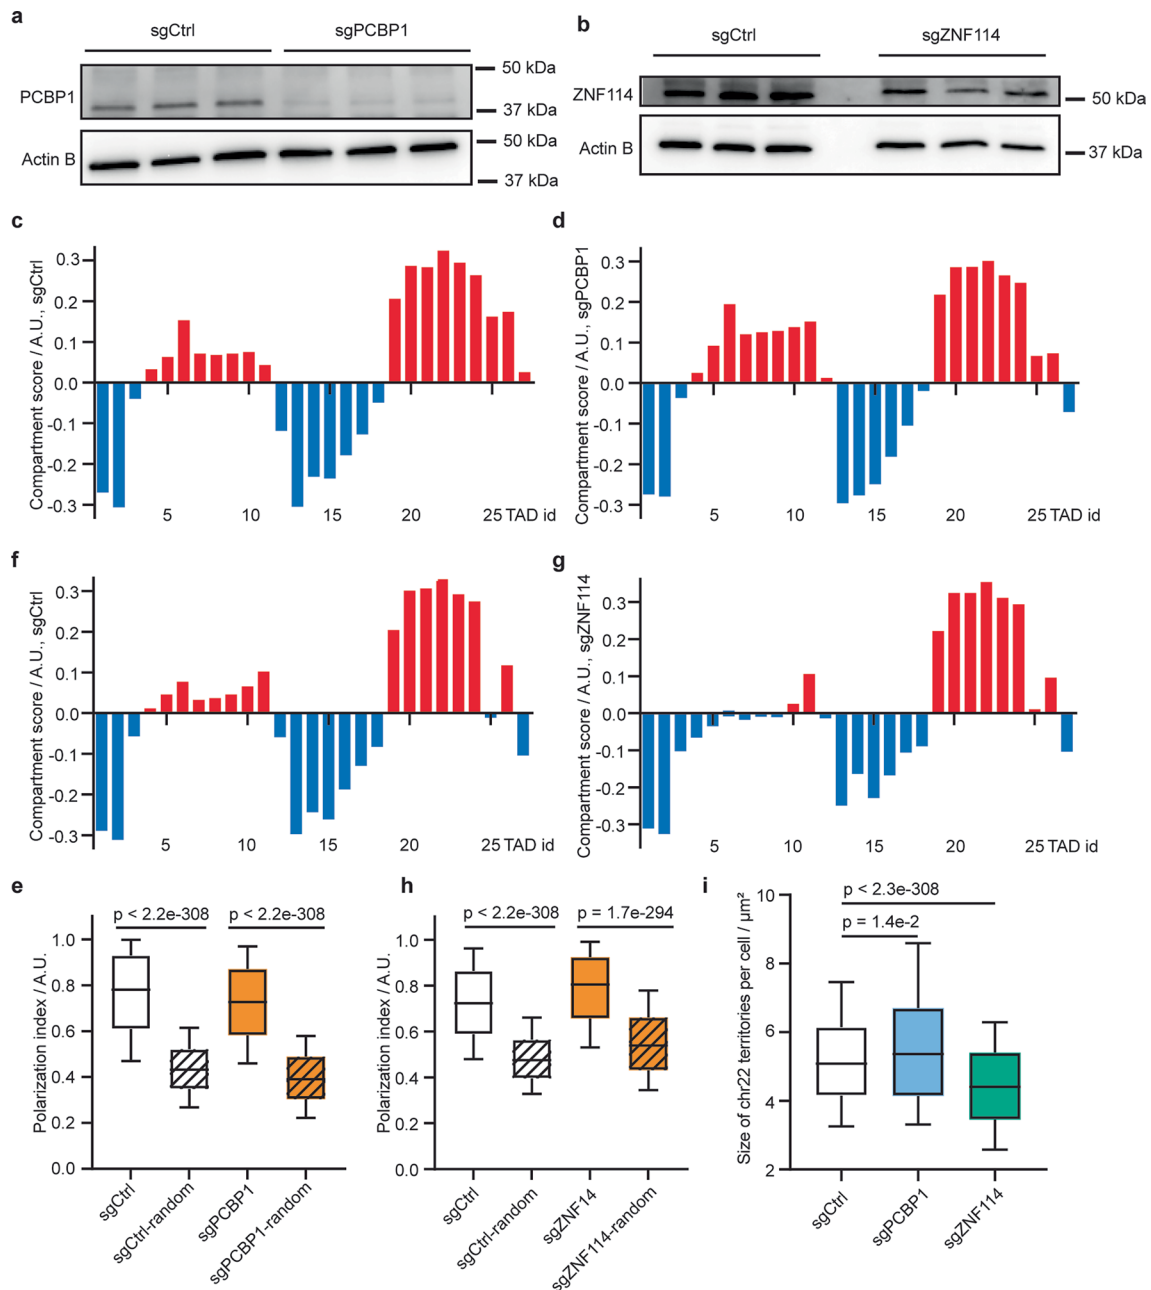 a
sgCtrl
sgPCBP1
PCBP1
50 kDa
37 kDa
Actin B
50 kDa
37 kDa
b
sgCtrl
sgZNF114
ZNF114
50 kDa
Actin B
37 kDa
c
Compartment score / A.U., sgCtrl
0.3
0.2
0.1
0.0
-0.1
-0.2
-0.3
5 10 15 20 25 TAD id
d
Compartment score / A.U., sgPCBP1
0.3
0.2
0.1
0.0
-0.1
-0.2
-0.3
5 10 15 20 25 TAD id
f
Compartment score / A.U., sgCtrl
0.3
0.2
0.1
0.0
-0.1
-0.2
-0.3
5 10 15 20 25 TAD id
g
Compartment score / A.U., sgZNF114
0.3
0.2
0.1
0.0
-0.1
-0.2
-0.3
5 10 15 20 25 TAD id
e
p < 2.2e-308 p < 2.2e-308
Polarization index / A.U.
1.0
0.8
0.6
0.4
0.2
0.0
sgCtrl
sgCtrl-random
sgPCBP1
sgPCBP1-random
h
p < 2.2e-308 p = 1.7e-294
Polarization index / A.U.
1.0
0.8
0.6
0.4
0.2
0.0
sgCtrl
sgCtrl-random
sgZNF14
sgZNF114-random
i
p < 2.3e-308
p = 1.4e-2
Size of chr22 territories per cell / µm²
10
8
6
4
2
sgCtrl
sgPCBP1
sgZNF114